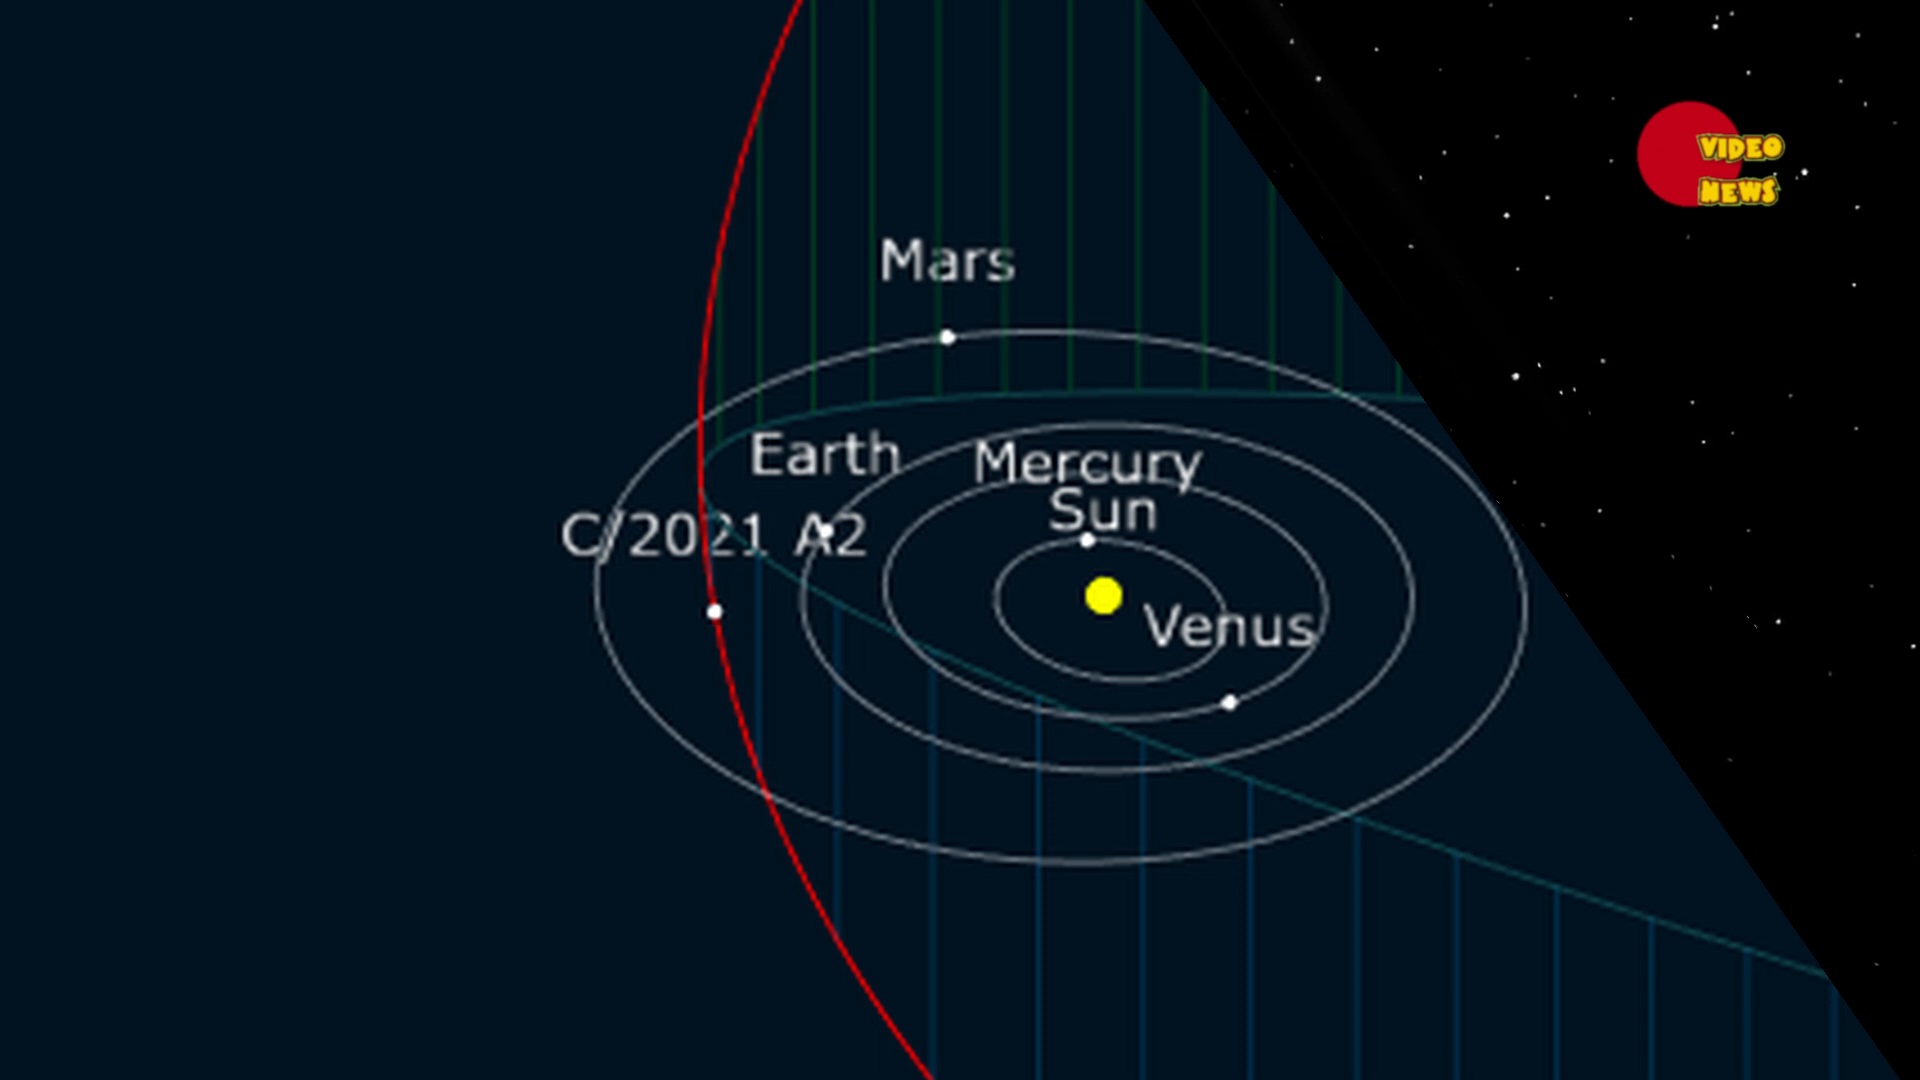 VIDEO
NEWS
Mars
Earth
Mercury
Sun
C/2021 A2
Venus